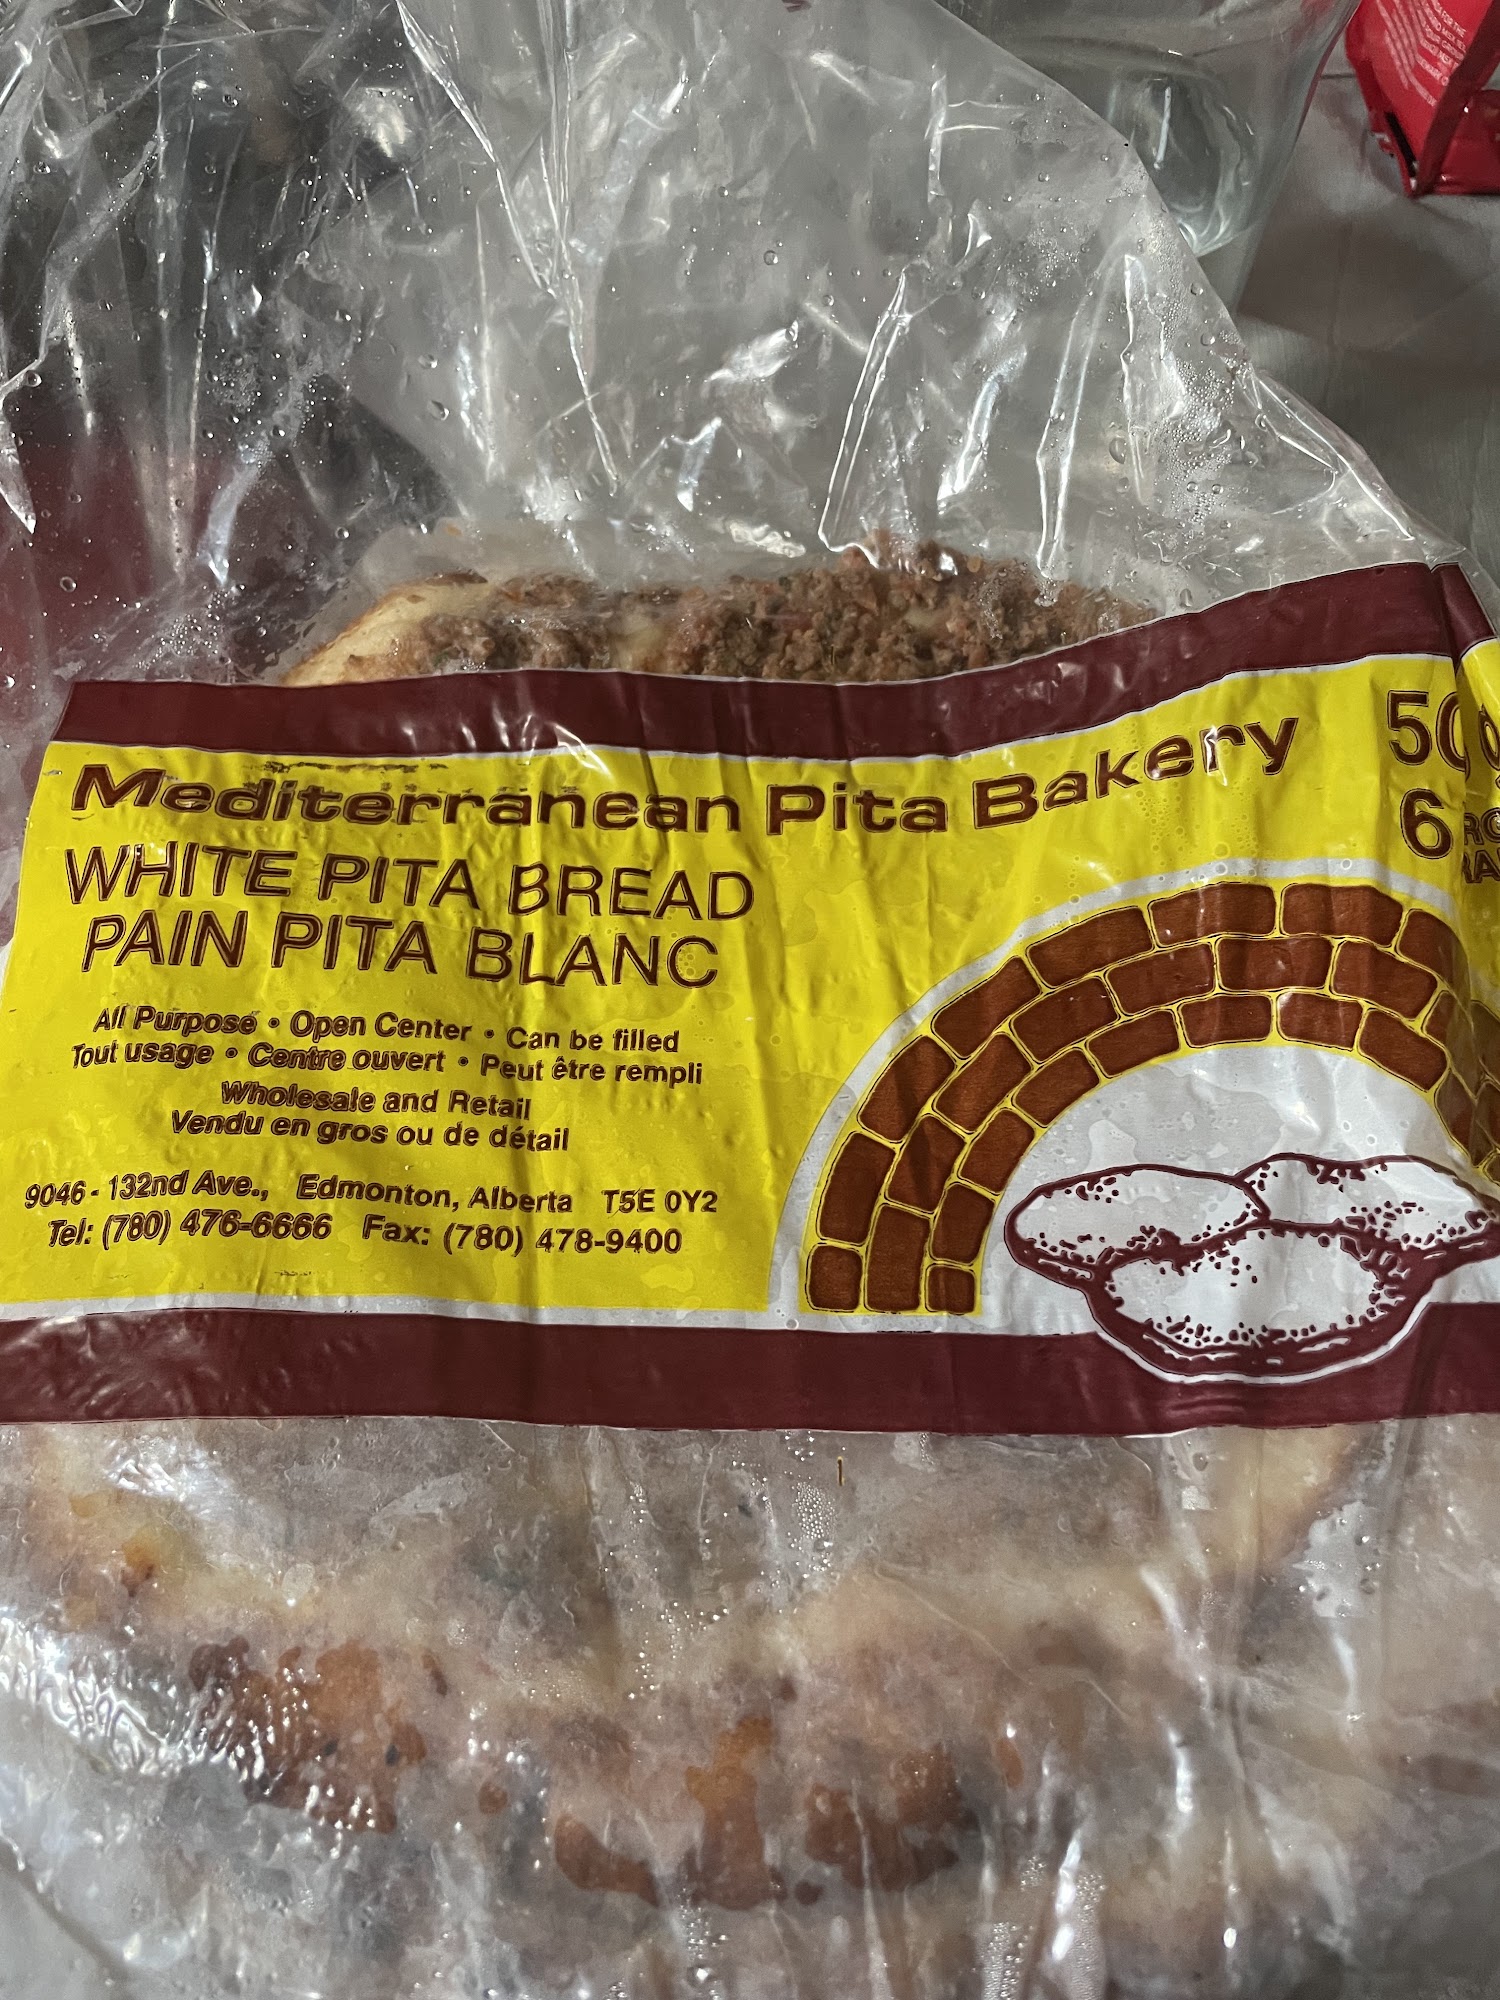 Mediterranean Pita Bakery
WHITE PITA BREAD
PAIN PITA BLANC
All Purpose • Open Center • Can be filled
Tout usage • Centre ouvert • Peut être rempli
Wholesale and Retail
Vendu en gros ou de détail
9046 - 132nd Ave., Edmonton, Alberta T5E 0Y2
Tel: (780) 476-6666 Fax: (780) 478-9400
6